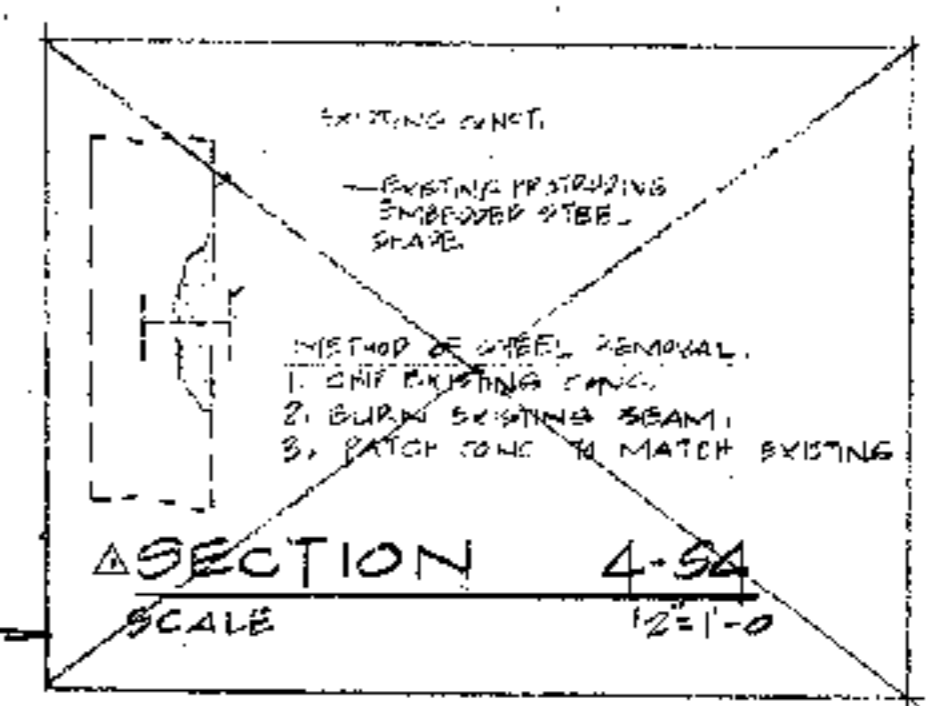 EXISTING CONC.
EXISTING PROTRUDING
EMBEDDED STEEL
SHAPE
METHOD OF STEEL REMOVAL.
1. CHIP EXISTING CONC.
2. BURN EXISTING BEAM.
3. PATCH CONC TO MATCH EXISTING
SECTION 4-S4
SCALE 1/2"=1'-0